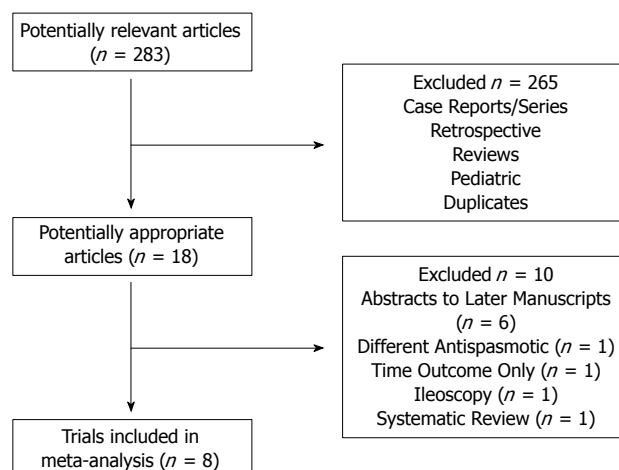 Potentially relevant articles
(n = 283)
Excluded n = 265
Case Reports/Series
Retrospective
Reviews
Pediatric
Duplicates
Potentially appropriate
articles (n = 18)
Excluded n = 10
Abstracts to Later Manuscripts
(n = 6)
Different Antispasmotic (n = 1)
Time Outcome Only (n = 1)
Ileoscopy (n = 1)
Systematic Review (n = 1)
Trials included in
meta-analysis (n = 8)